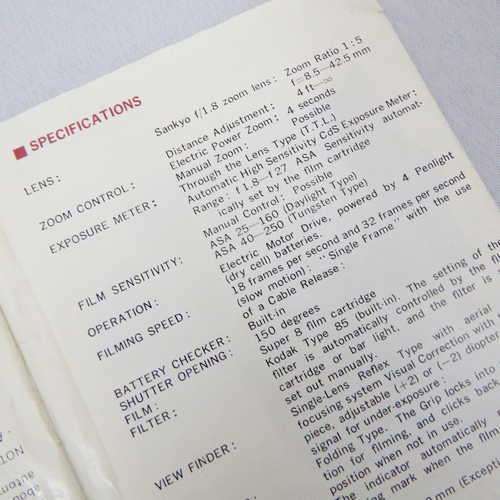 ■ SPECIFICATIONS
LENS:
Sankyo f/1.8 zoom lens: Zoom Ratio 1:5
f=8.5—42.5 mm
Distance Adjustment: 4 ft—∞
ZOOM CONTROL:
Electric Power Zoom: 4 seconds
Manual Zoom: Possible
EXPOSURE METER:
Through the Lens Type (T.T.L.)
Automatic High Sensitivity CdS Exposure Meter:
Range: f 1.8—f 27 ASA Sensitivity automat-
ically set by the film cartridge
Manual Control: Possible
FILM SENSITIVITY:
ASA 25—160 (Daylight Type)
ASA 40—250 (Tungsten Type)
OPERATION:
Electric Motor Drive, powered by 4 Penlight
(dry cell) batteries.
FILMING SPEED:
18 frames per second and 32 frames per second
(slow motion): "Single Frame" with the use
of a Cable Release:
BATTERY CHECKER:
Built-in
SHUTTER OPENING:
150 degrees
FILM:
Super 8 film cartridge
FILTER:
Kodak Type 85 (built-in). The setting of the
filter is automatically controlled by the
cartridge or bar light, and the filter is
set out manually.
VIEW FINDER:
Single-Lens Reflex Type with aerial
focusing system Visual Correction with
piece, adjustable (+2) or (−2) diopter
signal for under-exposure:
Folding Type. The Grip locks into
tion for filming, and clicks back
position when not in use.
indicator automatically
mark when the film